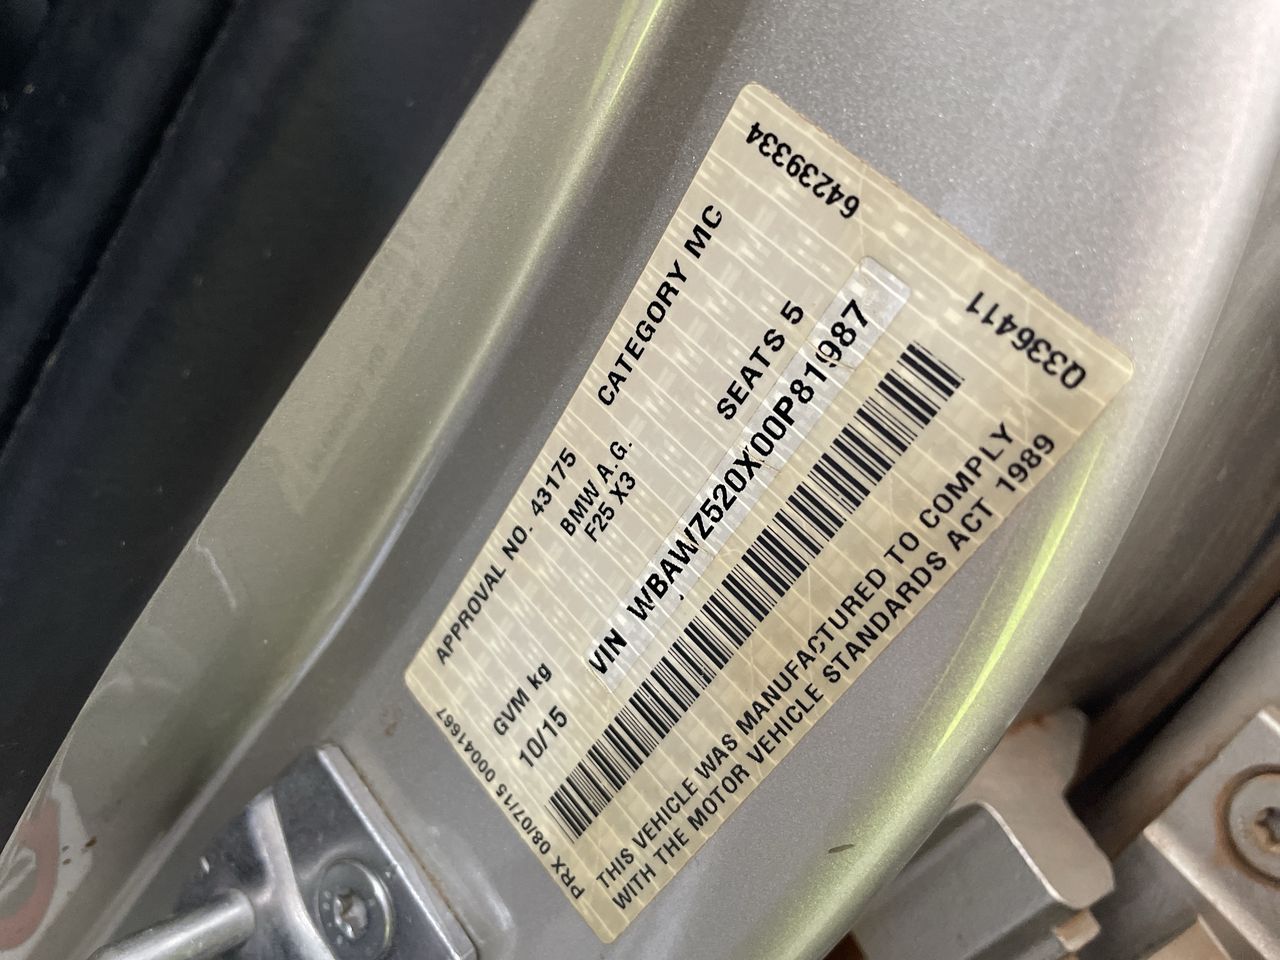 APPROVAL NO. 43175 CATEGORY MC
BMW A.G.
F25 X3
GVM kg
10/15 SEATS 5
VIN WBAWZ520X00P81987
THIS VEHICLE WAS MANUFACTURED TO COMPLY
WITH THE MOTOR VEHICLE STANDARDS ACT 1989
PRX 08/07/15 00041667
64239334
Q336411